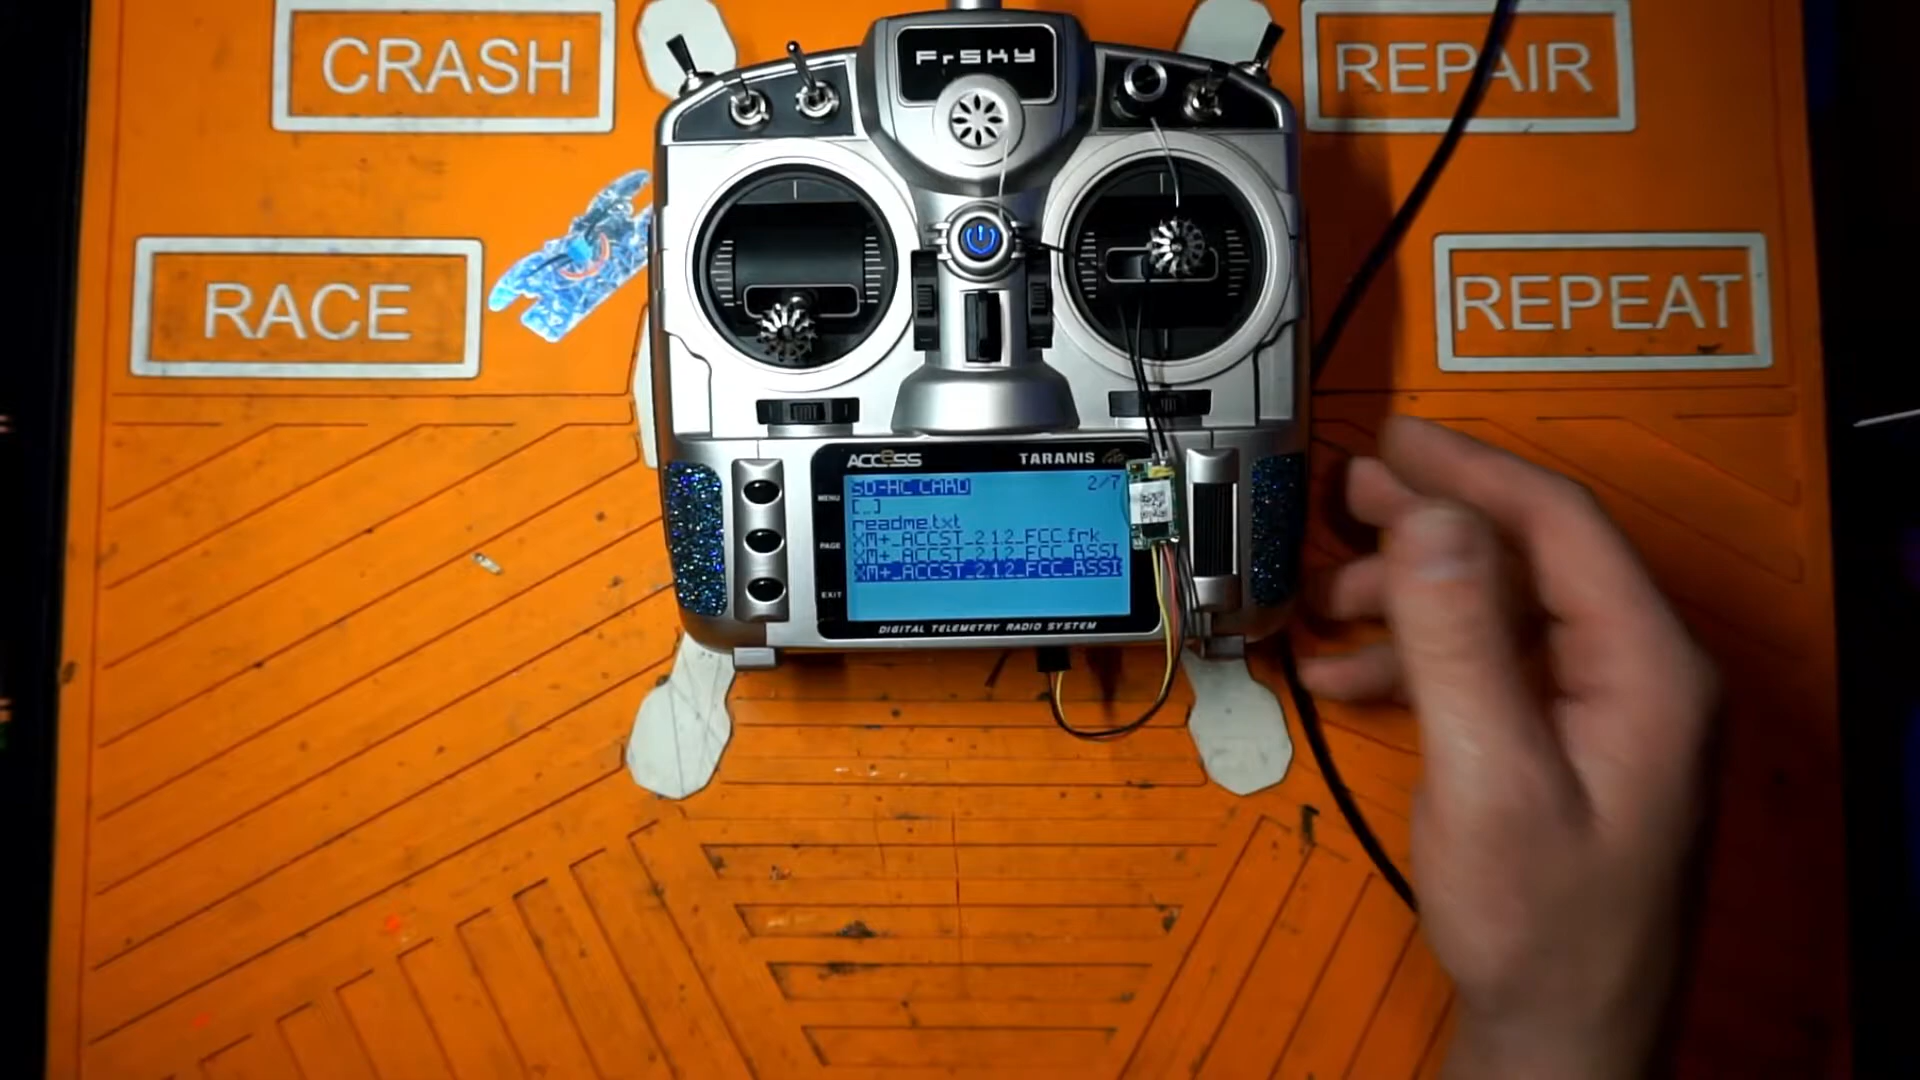 CRASH
FrSKY
REPAIR
RACE
REPEAT
ACCESS
TARANIS
MENU
SD-HC CARD
2/7
[..]
readme.txt
XM+_ACCST_2.1.2_FCC.frk
PAGE
XM+_ACCST_2.1.2_FCC_RSSI
XM+_ACCST_2.1.2_FCC_RSSI
EXIT
DIGITAL TELEMETRY RADIO SYSTEM